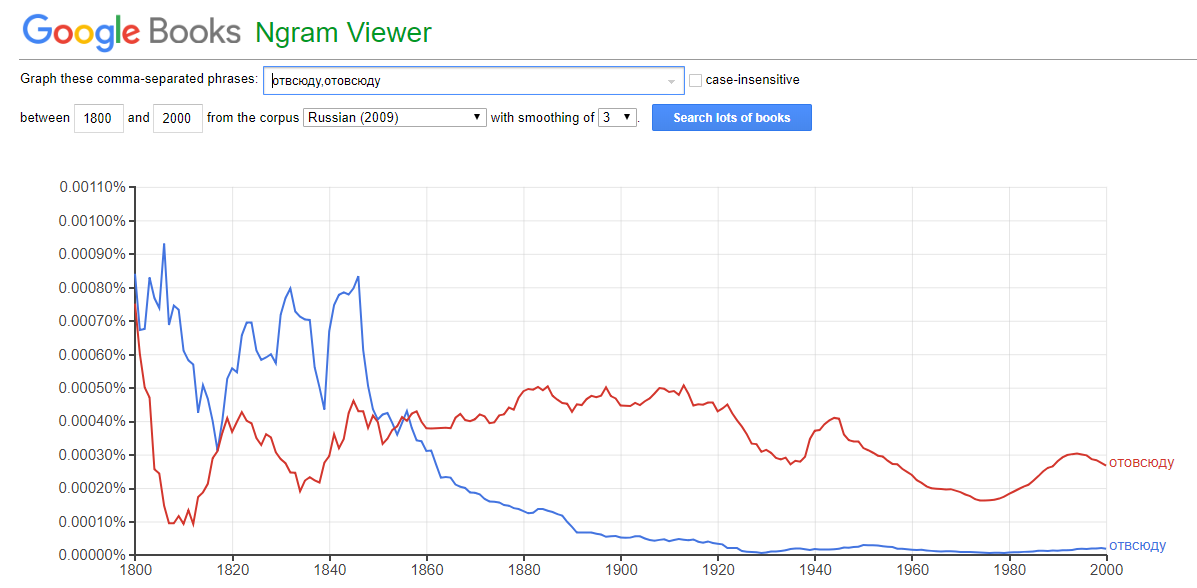 Google Books Ngram Viewer
Graph these comma-separated phrases: отвсюду,отовсюду case-insensitive
between 1800 and 2000 from the corpus Russian (2009) with smoothing of 3 . Search lots of books
0.00110%
0.00100%
0.00090%
0.00080%
0.00070%
0.00060%
0.00050%
0.00040%
0.00030%
0.00020%
0.00010%
0.00000%
отовсюду
отвсюду
1800 1820 1840 1860 1880 1900 1920 1940 1960 1980 2000